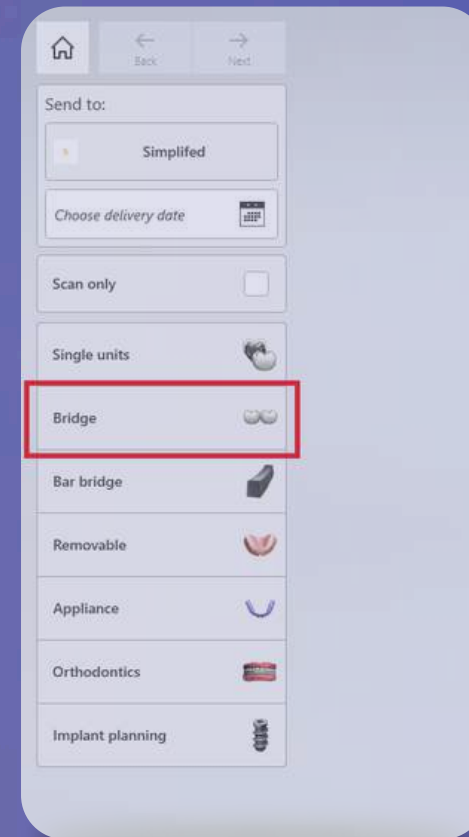 Back
Next
Send to:
Simplifed
Choose delivery date
Scan only
Single units
Bridge
Bar bridge
Removable
Appliance
Orthodontics
Implant planning